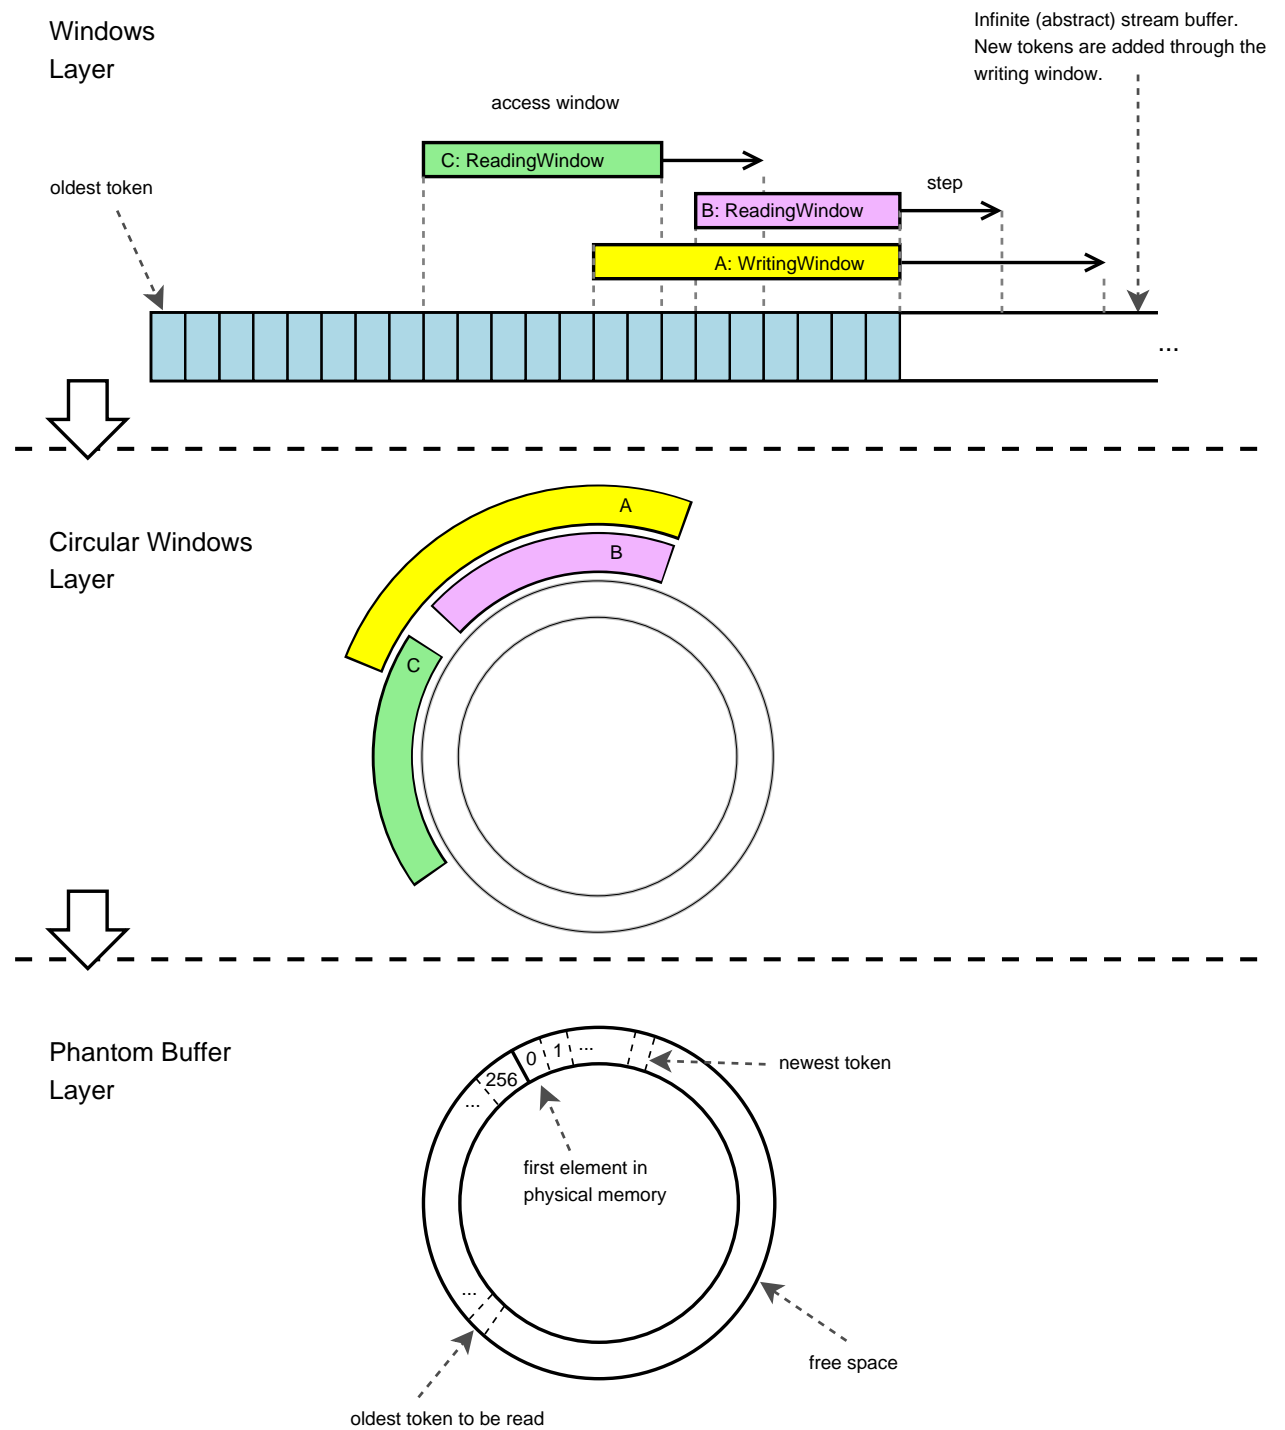 Windows
Layer
Infinite (abstract) stream buffer.
New tokens are added through the
writing window.
access window
C: ReadingWindow
oldest token
step
B: ReadingWindow
A: WritingWindow
...
Circular Windows
Layer
A
B
C
Phantom Buffer
Layer
0
1
...
newest token
256
...
first element in
physical memory
...
free space
oldest token to be read